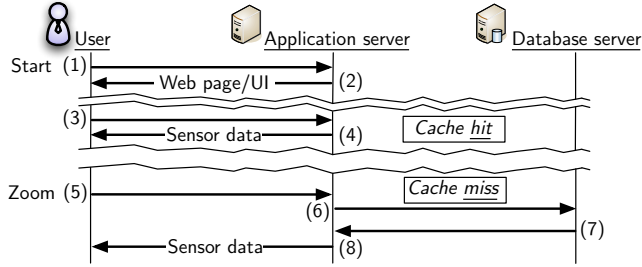 User Application server Database server
Start (1)
Web page/UI (2)
(3) Cache hit
Sensor data (4)
Zoom (5) Cache miss
(6)
(7)
Sensor data (8)